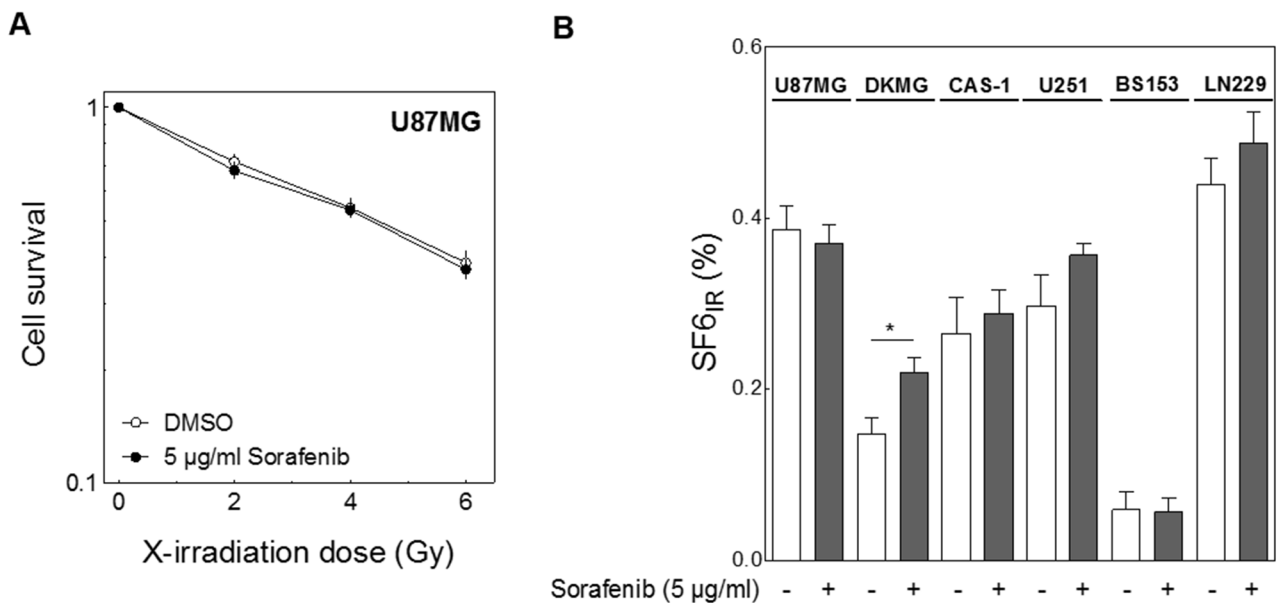 A
Cell survival
1
0.1
U87MG
DMSO
5 µg/ml Sorafenib
0 2 4 6
X-irradiation dose (Gy)
B
SF6IR (%)
0.6
0.4
0.2
0.0
U87MG DKMG CAS-1 U251 BS153 LN229
*
Sorafenib (5 µg/ml) - + - + - + - + - + - +